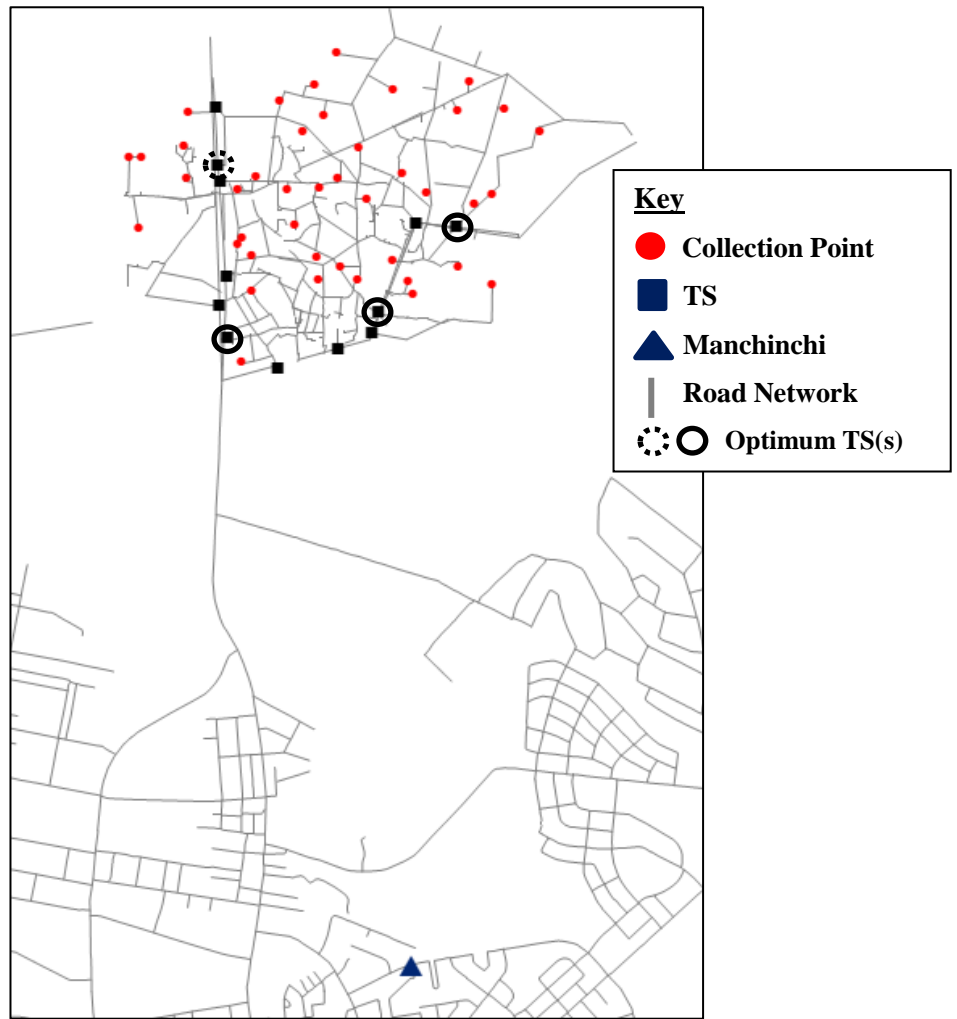 Key
Collection Point
TS
Manchinchi
Road Network
Optimum TS(s)